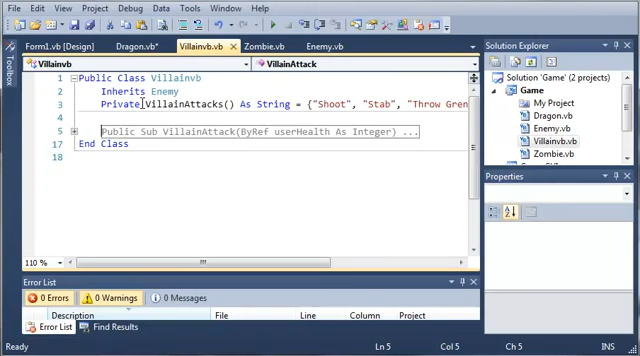 File Edit View Project Build Debug Data Tools Window Help
Form1.vb [Design] Dragon.vb* Villainvb.vb Zombie.vb Enemy.vb
Villainvb VillainAttack
1 Public Class Villainvb
2 Inherits Enemy
3 Private VillainAttacks() As String = {"Shoot", "Stab", "Throw Gren
4
5 Public Sub VillainAttack(ByRef userHealth As Integer) ...
17 End Class
18
110 %
Toolbox
Solution Explorer
Solution 'Game' (2 projects)
Game
My Project
Dragon.vb
Enemy.vb
Villainvb.vb
Zombie.vb
Properties
Error List
0 Errors 0 Warnings 0 Messages
Description File Line Column Project
Error List Find Results
Ready Ln 5 Col 5 Ch 5 INS